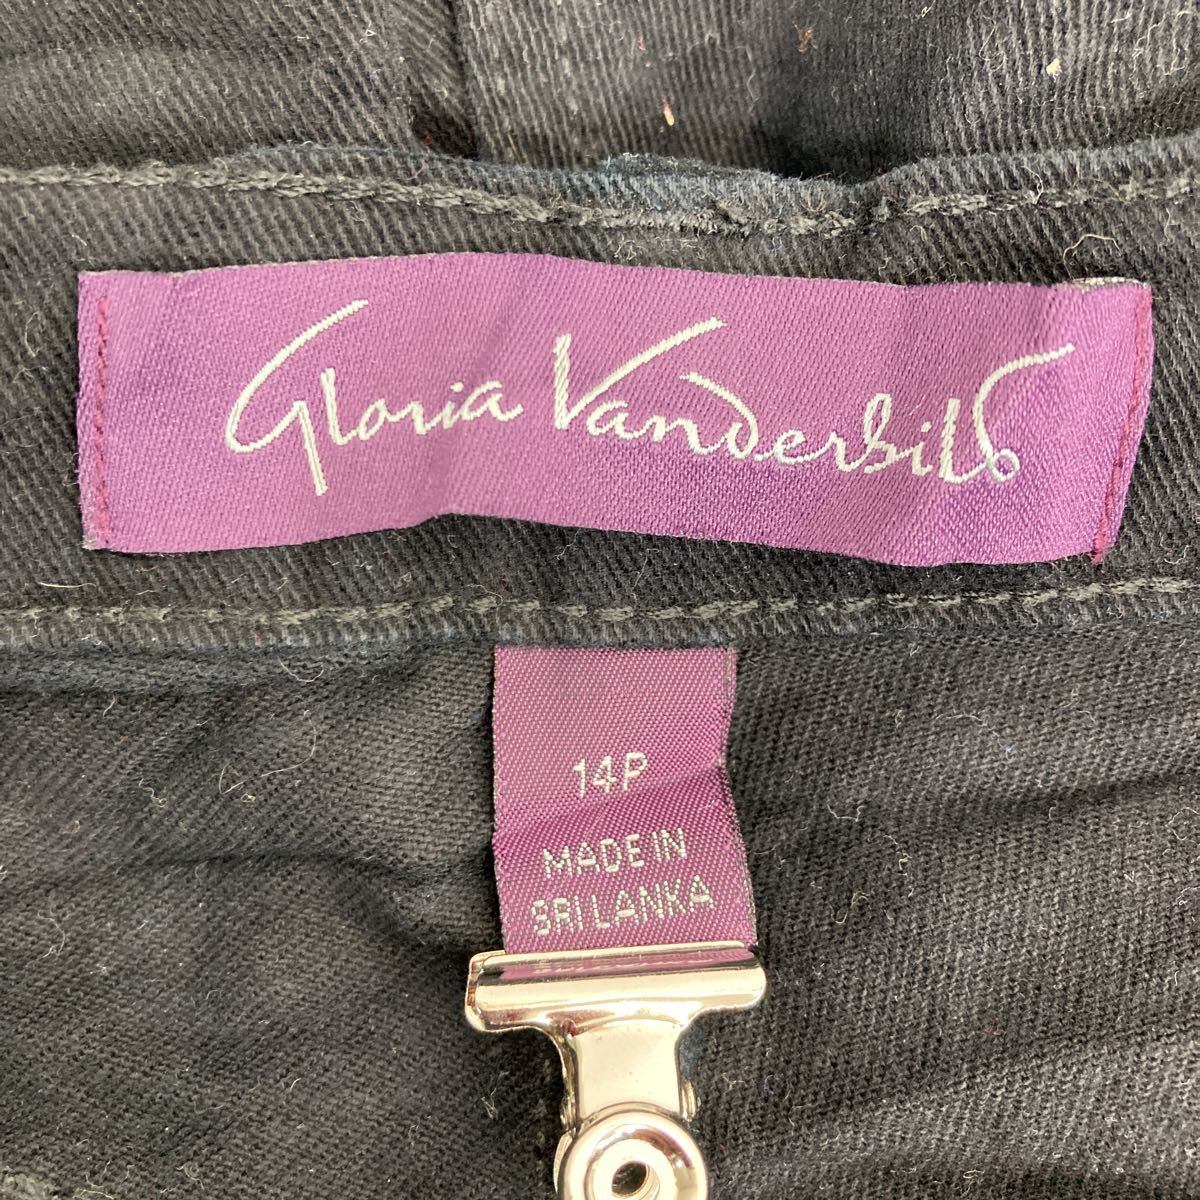 Gloria Vanderbilt
14P
MADE IN
SRI LANKA